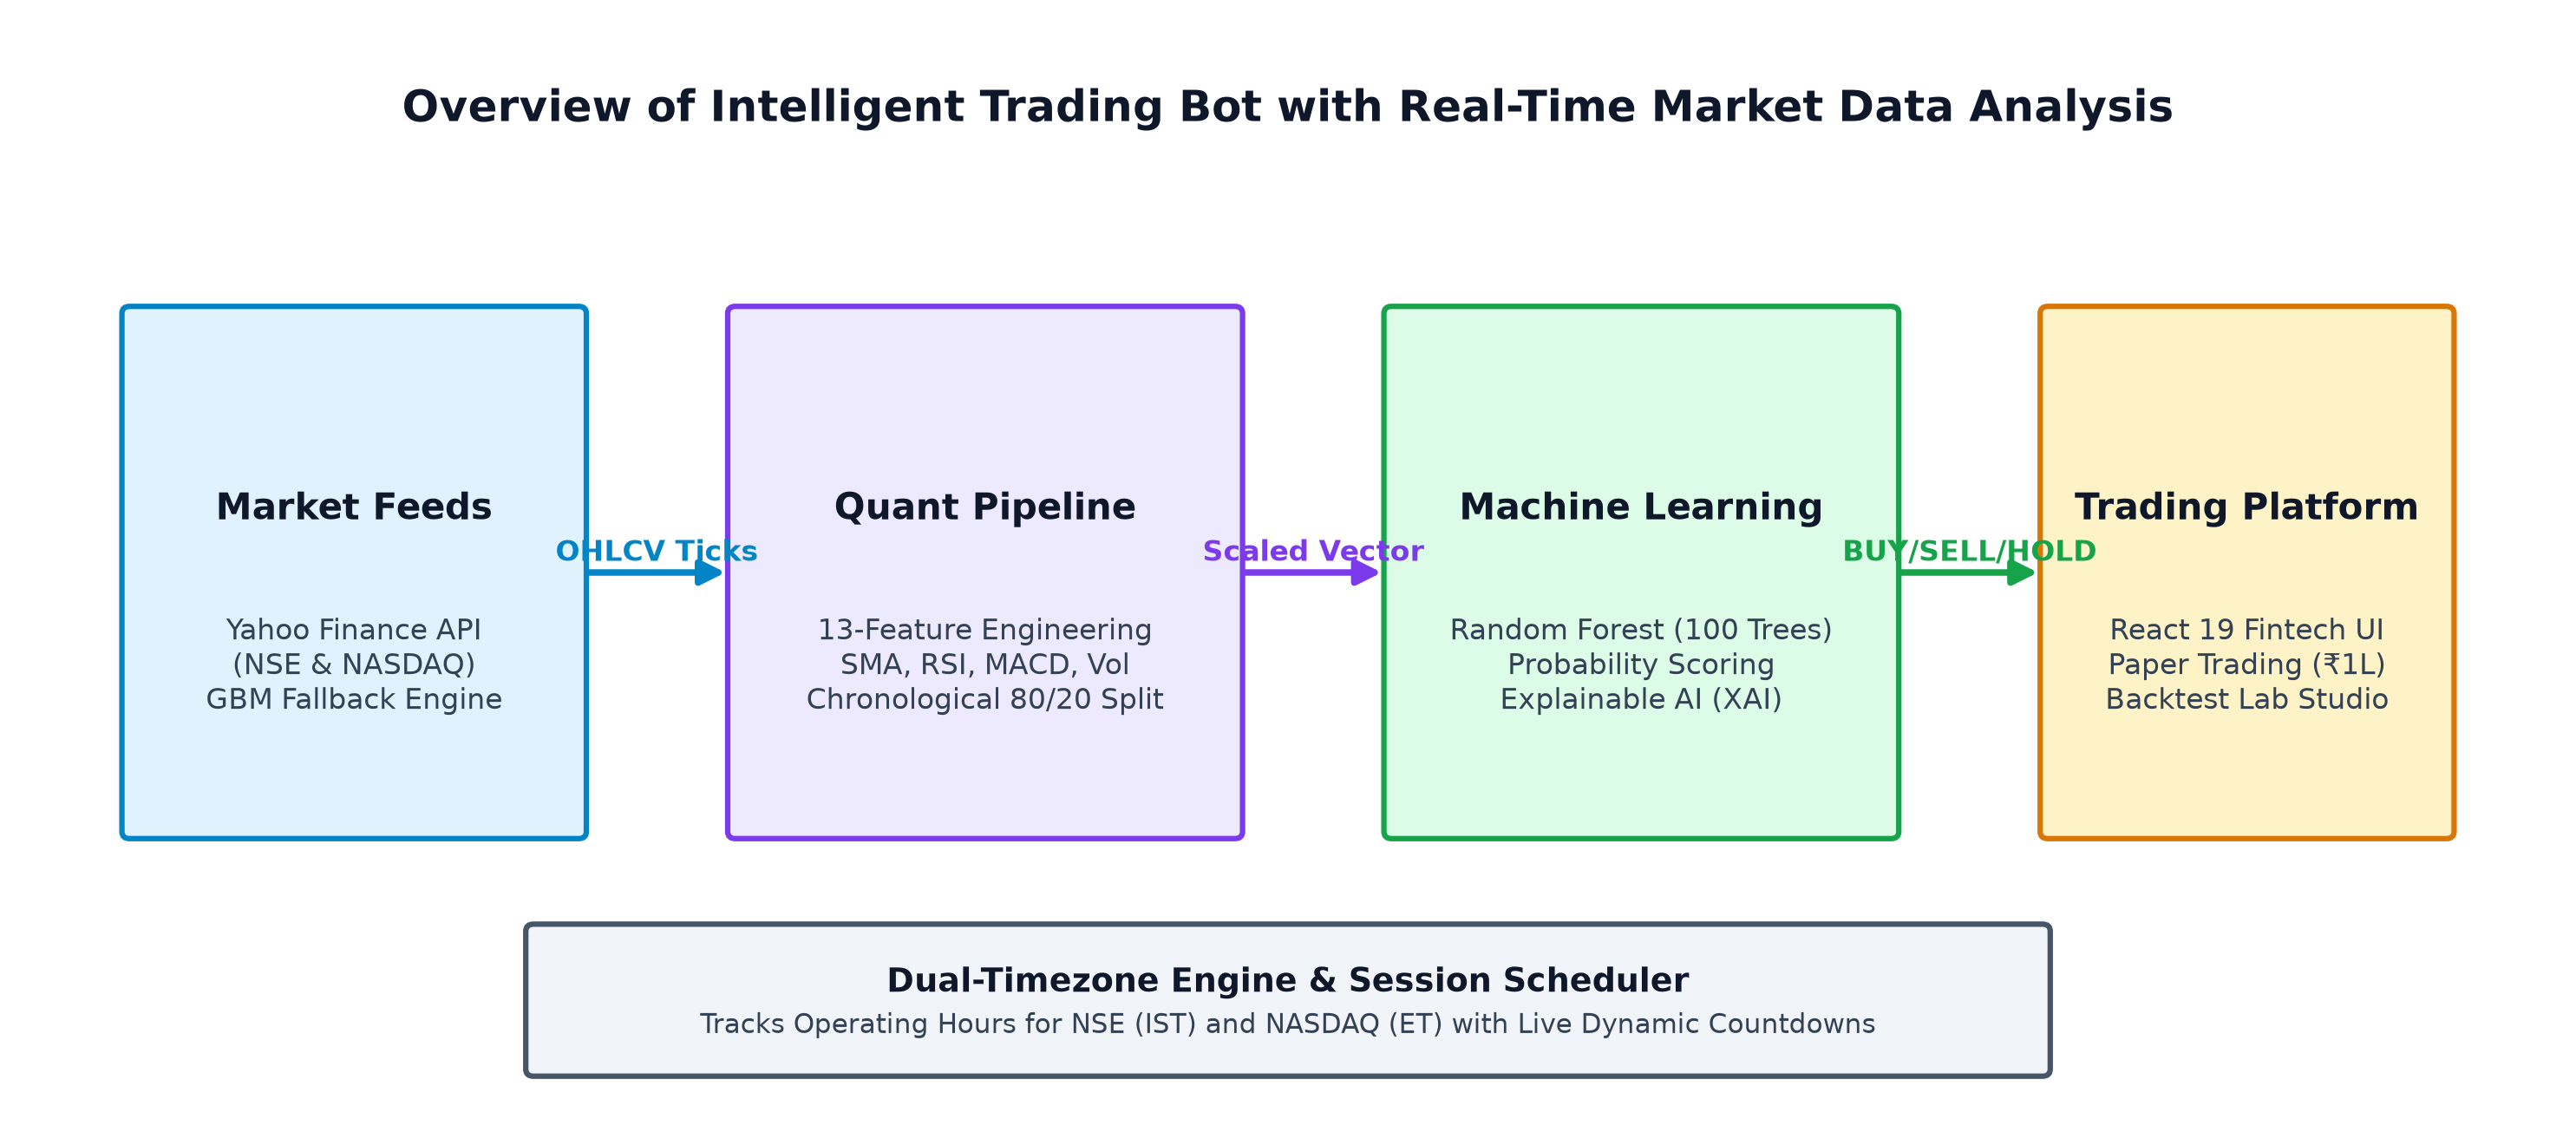 Overview of Intelligent Trading Bot with Real-Time Market Data Analysis
Market Feeds
Yahoo Finance API
(NSE & NASDAQ)
GBM Fallback Engine
OHLCV Ticks
Quant Pipeline
13-Feature Engineering
SMA, RSI, MACD, Vol
Chronological 80/20 Split
Scaled Vector
Machine Learning
Random Forest (100 Trees)
Probability Scoring
Explainable AI (XAI)
BUY/SELL/HOLD
Trading Platform
React 19 Fintech UI
Paper Trading (₹1L)
Backtest Lab Studio
Dual-Timezone Engine & Session Scheduler
Tracks Operating Hours for NSE (IST) and NASDAQ (ET) with Live Dynamic Countdowns